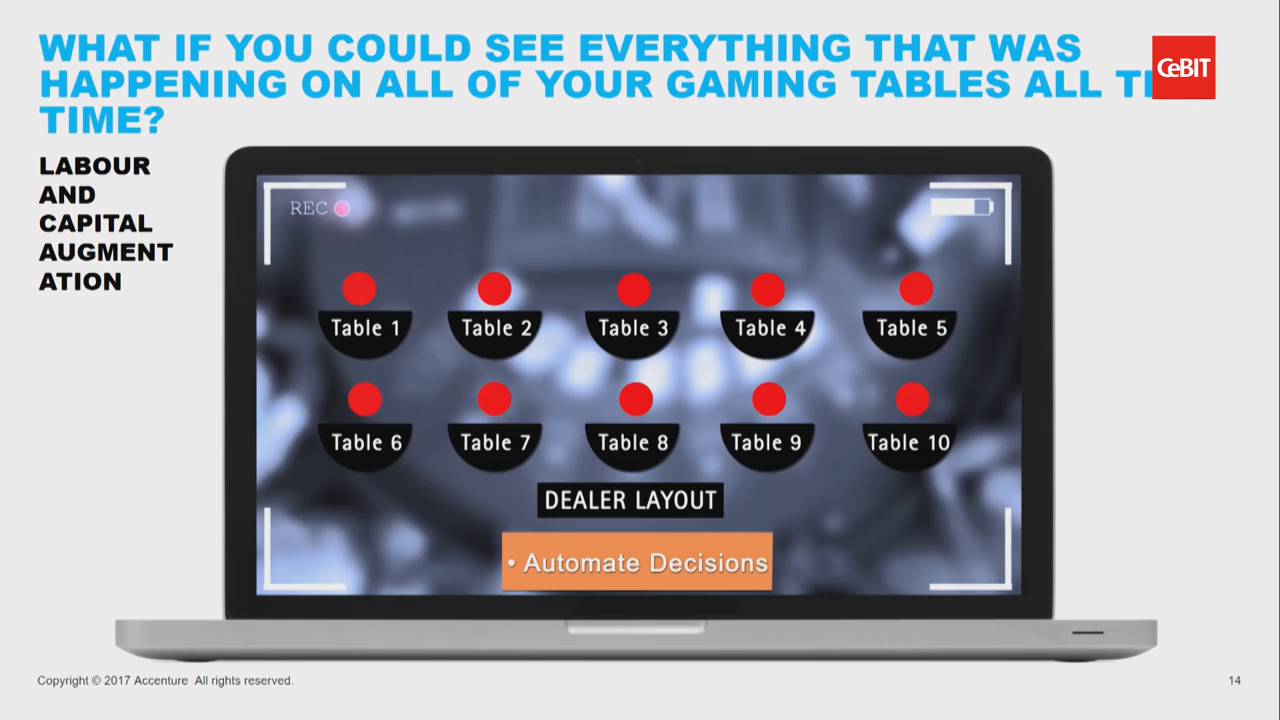 WHAT IF YOU COULD SEE EVERYTHING THAT WAS
HAPPENING ON ALL OF YOUR GAMING TABLES ALL
TIME?
CeBIT
LABOUR
AND
CAPITAL
AUGMENT
ATION
REC
Table 1
Table 2
Table 3
Table 4
Table 5
Table 6
Table 7
Table 8
Table 9
Table 10
DEALER LAYOUT
• Automate Decisions
Copyright © 2017 Accenture All rights reserved.
14